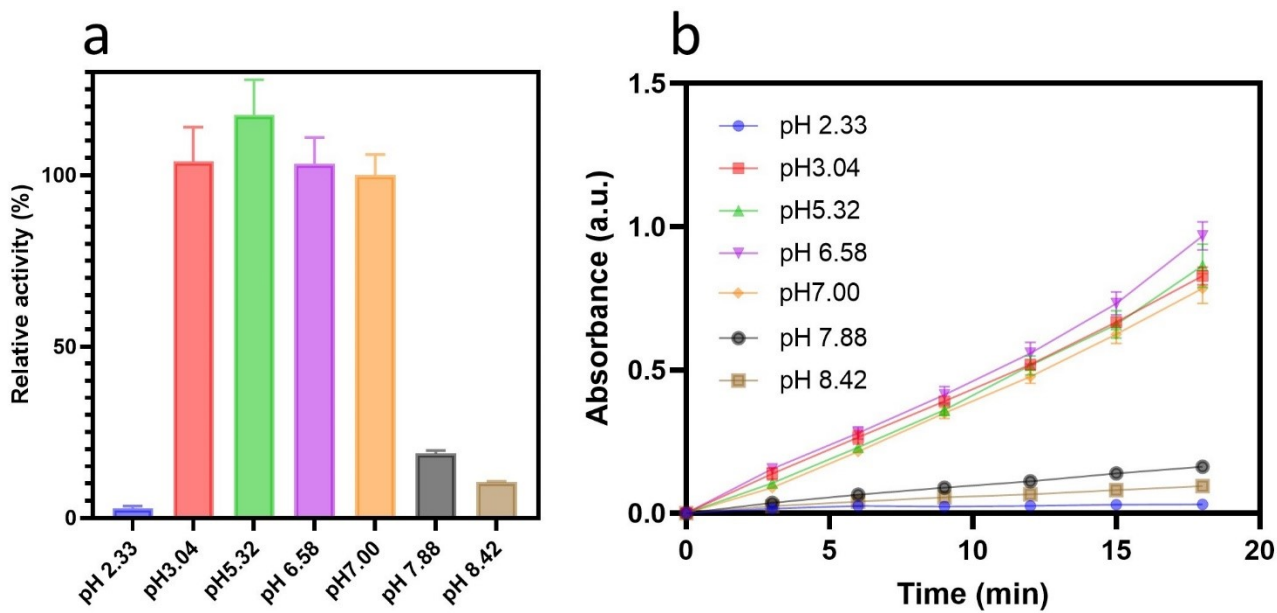 a
Relative activity (%)
100
50
0
pH 2.33
pH3.04
pH5.32
pH 6.58
pH7.00
pH 7.88
pH 8.42
b
Absorbance (a.u.)
1.5
1.0
0.5
0.0
pH 2.33
pH3.04
pH5.32
pH 6.58
pH7.00
pH 7.88
pH 8.42
0 5 10 15 20
Time (min)